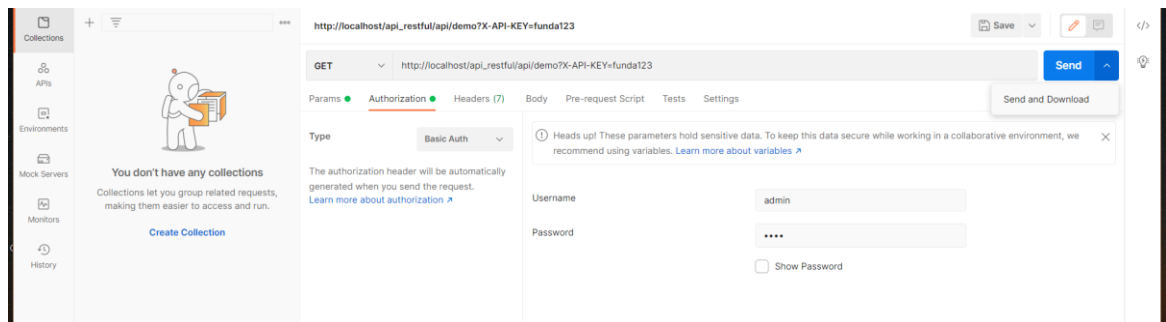 Collections
APIs
Environments
Mock Servers
Monitors
History
You don't have any collections
Collections let you group related requests,
making them easier to access and run.
Create Collection
http://localhost/api_restful/api/demo?X-API-KEY=funda123
Save
GET
http://localhost/api_restful/api/demo?X-API-KEY=funda123
Send
Send and Download
Params
Authorization
Headers (7)
Body
Pre-request Script
Tests
Settings
Type
Basic Auth
The authorization header will be automatically
generated when you send the request.
Learn more about authorization ↗
Heads up! These parameters hold sensitive data. To keep this data secure while working in a collaborative environment, we
recommend using variables. Learn more about variables ↗
Username
admin
Password
••••
Show Password